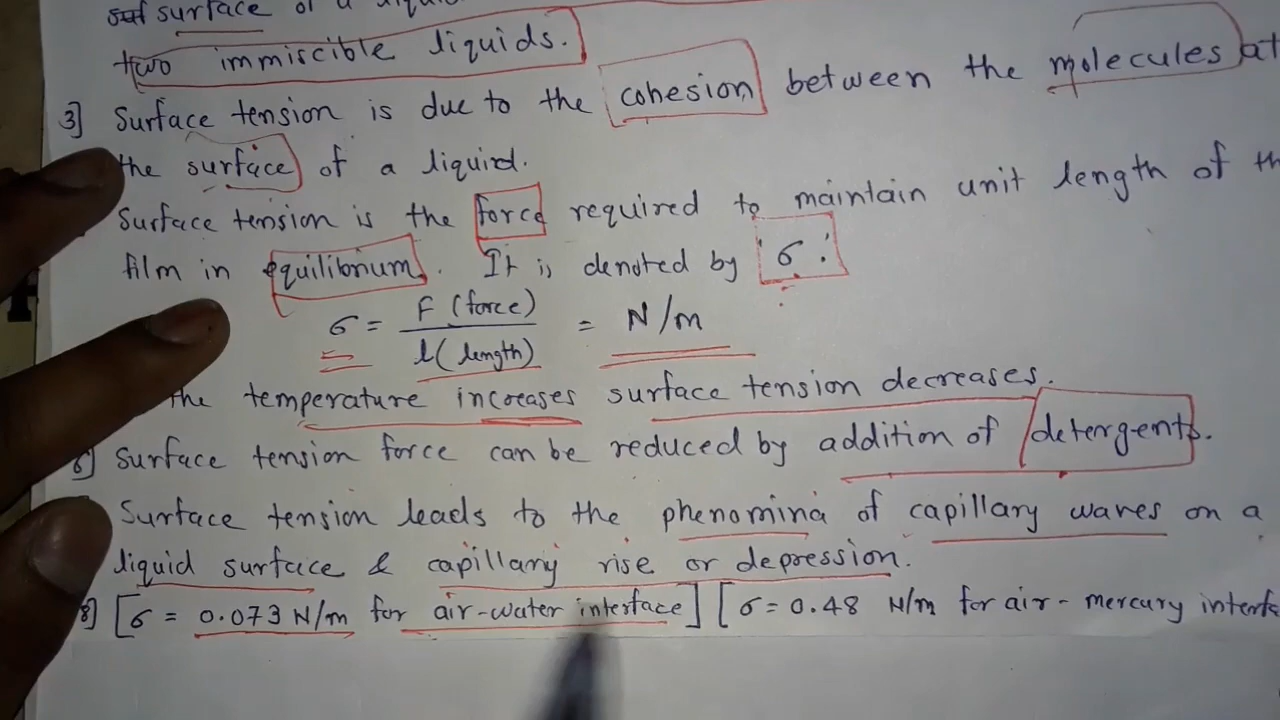 surface of a
two immiscible liquids.
3] Surface tension is due to the cohesion between the molecules at
the surface of a liquid.
Surface tension is the force required to maintain unit length of th
film in equilibrium. It is denoted by 'σ'.
σ = F (force) / l (length) = N/m
the temperature increases surface tension decreases.
6] Surface tension force can be reduced by addition of detergents.
Surface tension leads to the phenomina of capillary waves on a
liquid surface & capillary rise or depression.
8] [σ = 0.073 N/m for air-water interface] [σ = 0.48 N/m for air-mercury interfa